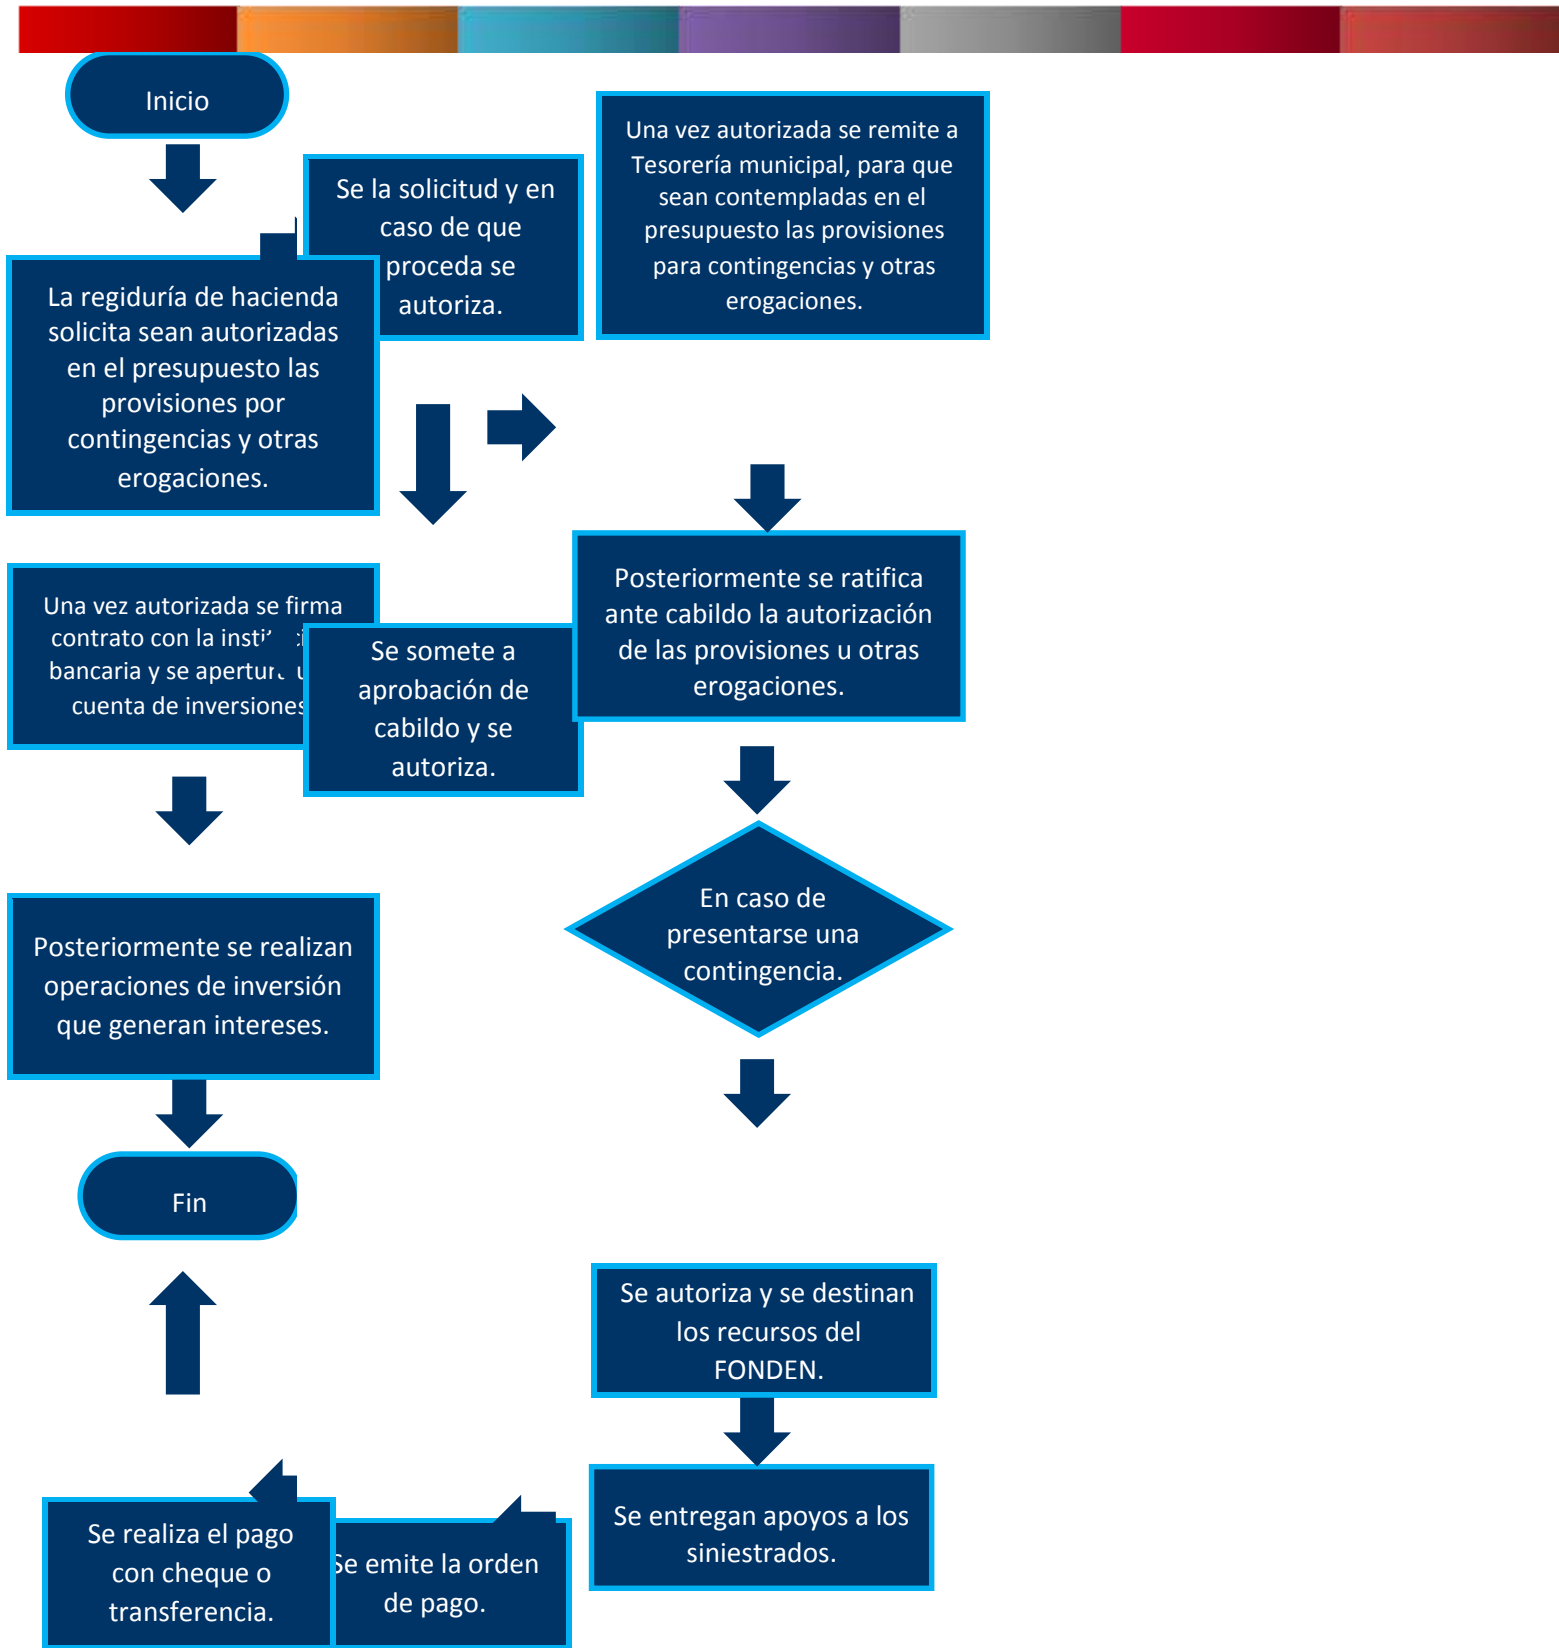 Inicio
La regiduría de hacienda
solicita sean autorizadas
en el presupuesto las
provisiones por
contingencias y otras
erogaciones.
Se la solicitud y en
caso de que
proceda se
autoriza.
Una vez autorizada se remite a
Tesorería municipal, para que
sean contempladas en el
presupuesto las provisiones
para contingencias y otras
erogaciones.
Una vez autorizada se firma
contrato con la
bancaria y se
cuenta de inversiones
Se somete a
aprobación de
cabildo y se
autoriza.
Posteriormente se ratifica
ante cabildo la autorización
de las provisiones u otras
erogaciones.
Posteriormente se realizan
operaciones de inversión
que generan intereses.
En caso de
presentarse una
contingencia.
Fin
Se autoriza y se destinan
los recursos del
FONDEN.
Se entregan apoyos a los
siniestrados.
Se emite la orden
de pago.
Se realiza el pago
con cheque o
transferencia.